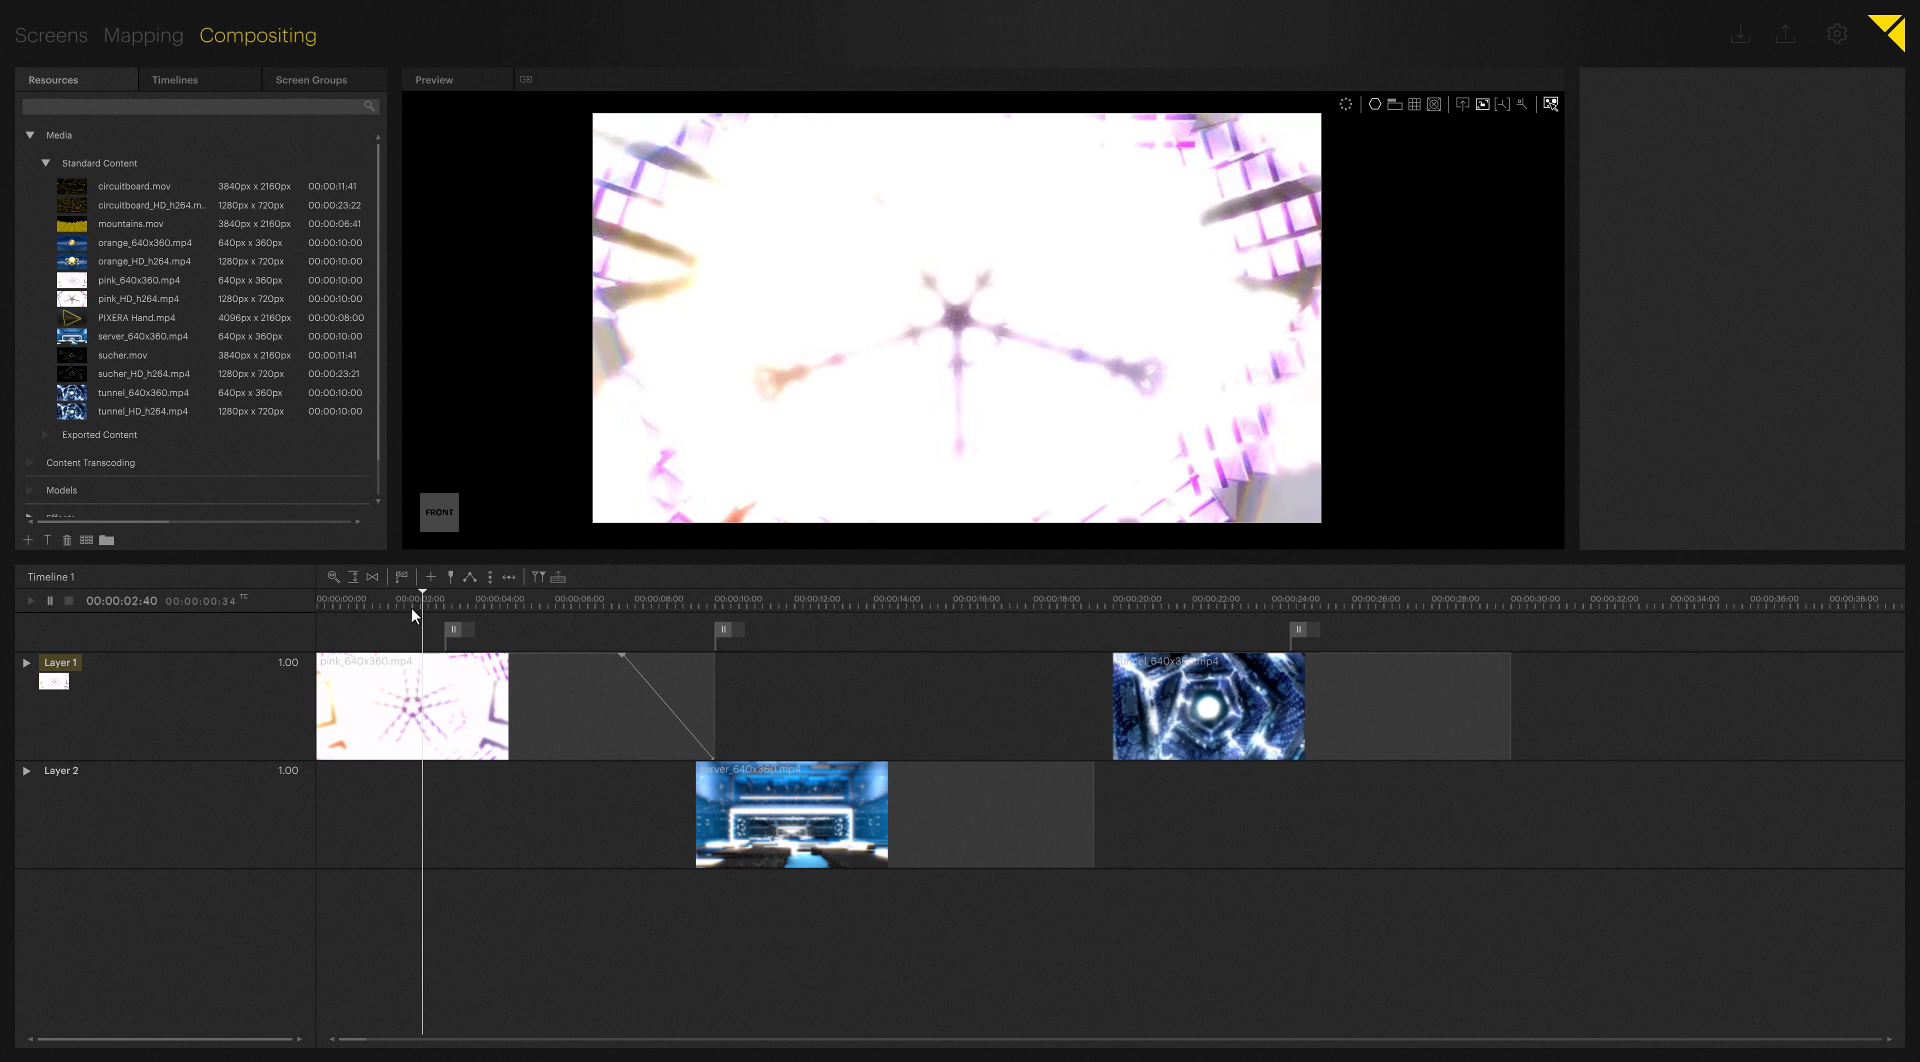 Screens Mapping Compositing
Resources Timelines Screen Groups Preview
Media
Standard Content
circuitboard.mov 3840px x 2160px 00:00:11:41
circuitboard_HD_h264.m.. 1280px x 720px 00:00:23:22
mountains.mov 3840px x 2160px 00:00:06:41
orange_640x360.mp4 640px x 360px 00:00:10:00
orange_HD_h264.mp4 1280px x 720px 00:00:10:00
pink_640x360.mp4 640px x 360px 00:00:10:00
pink_HD_h264.mp4 1280px x 720px 00:00:10:00
PIXERA Hand.mp4 4096px x 2160px 00:00:08:00
server_640x360.mp4 640px x 360px 00:00:10:00
sucher.mov 3840px x 2160px 00:00:11:41
sucher_HD_h264.mp4 1280px x 720px 00:00:23:21
tunnel_640x360.mp4 640px x 360px 00:00:10:00
tunnel_HD_h264.mp4 1280px x 720px 00:00:10:00
Exported Content
Content Transcoding
Models
Effects
FRONT
Timeline 1
00:00:02:40 00:00:00:34 TE
00:00:00:00 00:00:02:00 00:00:04:00 00:00:06:00 00:00:08:00 00:00:10:00 00:00:12:00 00:00:14:00 00:00:16:00 00:00:18:00 00:00:20:00 00:00:22:00 00:00:24:00 00:00:26:00 00:00:28:00 00:00:30:00 00:00:32:00 00:00:34:00 00:00:36:00 00:00:38:00
Layer 1 1.00
pink_640x360.mp4
tunnel_640x360.mp4
Layer 2 1.00
server_640x360.mp4